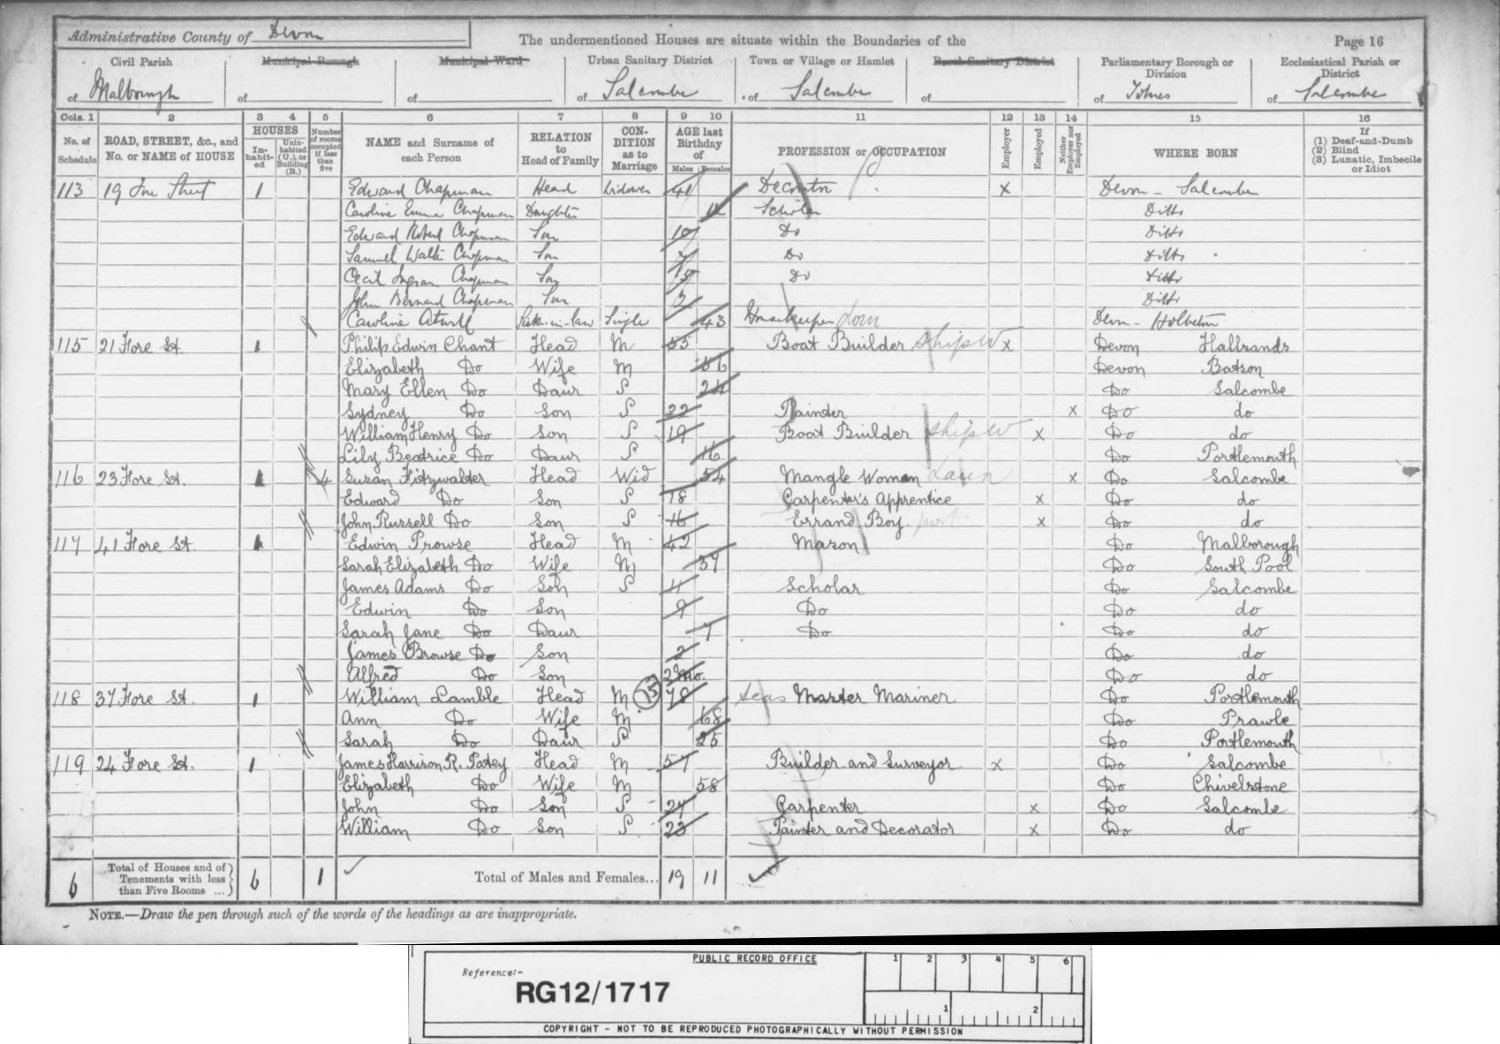 Administrative County of Devon
The undermentioned Houses are situate within the Boundaries of the
Page 16
Civil Parish of Malborough
Municipal Borough of
Municipal Ward of
Urban Sanitary District of Salcombe
Town or Village or Hamlet of Salcombe
Rural Sanitary District of
Parliamentary Borough or Division of Totnes
Ecclesiastical Parish or District of Salcombe
Cols. 1 2 3 4 5 6 7 8 9 10 11 12 13 14 15 16
No. of Schedule
ROAD, STREET, &c., and No. or NAME of HOUSE
HOUSES
Inhabited
Uninhabited (U.), or Building (B.)
Number of rooms occupied if less than five
NAME and Surname of each Person
RELATION to Head of Family
CONDITION as to Marriage
AGE last Birthday of
Males Females
PROFESSION or OCCUPATION
Employer
Employed
Neither Employer nor Employed
WHERE BORN
If
(1) Deaf-and-Dumb
(2) Blind
(3) Lunatic, Imbecile or Idiot
113 19 Fore Street 1 Edward Chapman Head Widower 41 X Devon - Salcombe
Caroline Emma Chapman Daughter Scholar Ditto
Edward Robert Chapman Son 10 Do Ditto
Samuel Chapman Son 7 Do Ditto
Cecil Ingran Chapman Son 5 Do Ditto
John Bernard Chapman Son 3 Ditto
Caroline Sister-in-law Single 43 Housekeeper dom Devon - Holbeton
115 21 Fore St. 1 Philip Edwin Chant Head M 55 Boat Builder shipw x Devon Hallsands
Elizabeth Do Wife M 56 Devon Batson
Mary Ellen Do Daur S 24 Do Salcombe
Sydney Do Son S 22 Painter x Do do
William Henry Do Son S 19 Boat Builder shipw x Do do
Lily Beatrice Do Daur S 16 Do Portlemouth
116 23 Fore St. 1 4 Susan Fitzywalder Head Wid 54 Mangle Woman x Do Salcombe
Edward Do Son S 18 Carpenter's Apprentice x Do do
John Russell Do Son S 16 Errand Boy. port x Do do
117 41 Fore St. 1 Edwin Prowse Head M 42 Mason Do Malborough
Sarah Elizabeth Do Wife M 39 Do South Pool
James Adams Do Son S 11 Scholar Do Salcombe
Edwin Do Son 9 Do Do do
Sarah Jane Do Daur 7 Do Do do
James Browse Do Son 2 Do do
Alfred Do Son 2 Mo. Do do
118 37 Fore St. 1 William Lamble Head M 75 78 seas Master Mariner Do Portlemouth
Ann Do Wife M 68 Do Prawle
Sarah Do Daur S 25 Do Portlemouth
119 24 Fore St. 1 James Harrison R. Patey Head M 57 Builder and Surveyor x Do Salcombe
Elizabeth Do Wife M 58 Do Chivelstone
John Do Son S Carpenter x Do Salcombe
William Do Son S 23 Painter and Decorator x Do do
6 Total of Houses and of Tenements with less than Five Rooms ... 6 1 Total of Males and Females... 19 11
NOTE.—Draw the pen through such of the words of the headings as are inappropriate.
PUBLIC RECORD OFFICE
1 2 3 4 5 6
Reference:-
RG12/1717
1 2
COPYRIGHT - NOT TO BE REPRODUCED PHOTOGRAPHICALLY WITHOUT PERMISSION